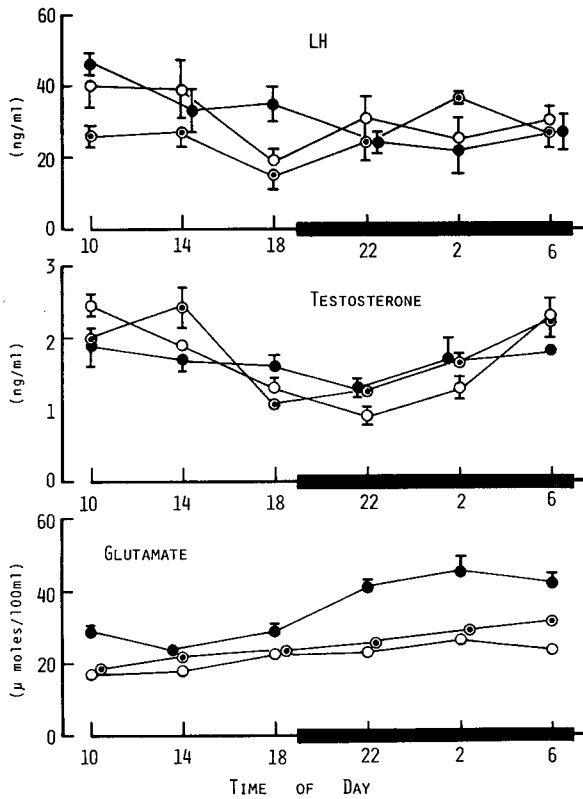 LH
60
40
20
0
(ng/ml)
10 14 18 22 2 6
TESTOSTERONE
3
2
1
0
(ng/ml)
10 14 18 22 2 6
GLUTAMATE
60
40
20
0
(μ moles/100ml)
10 14 18 22 2 6
TIME OF DAY